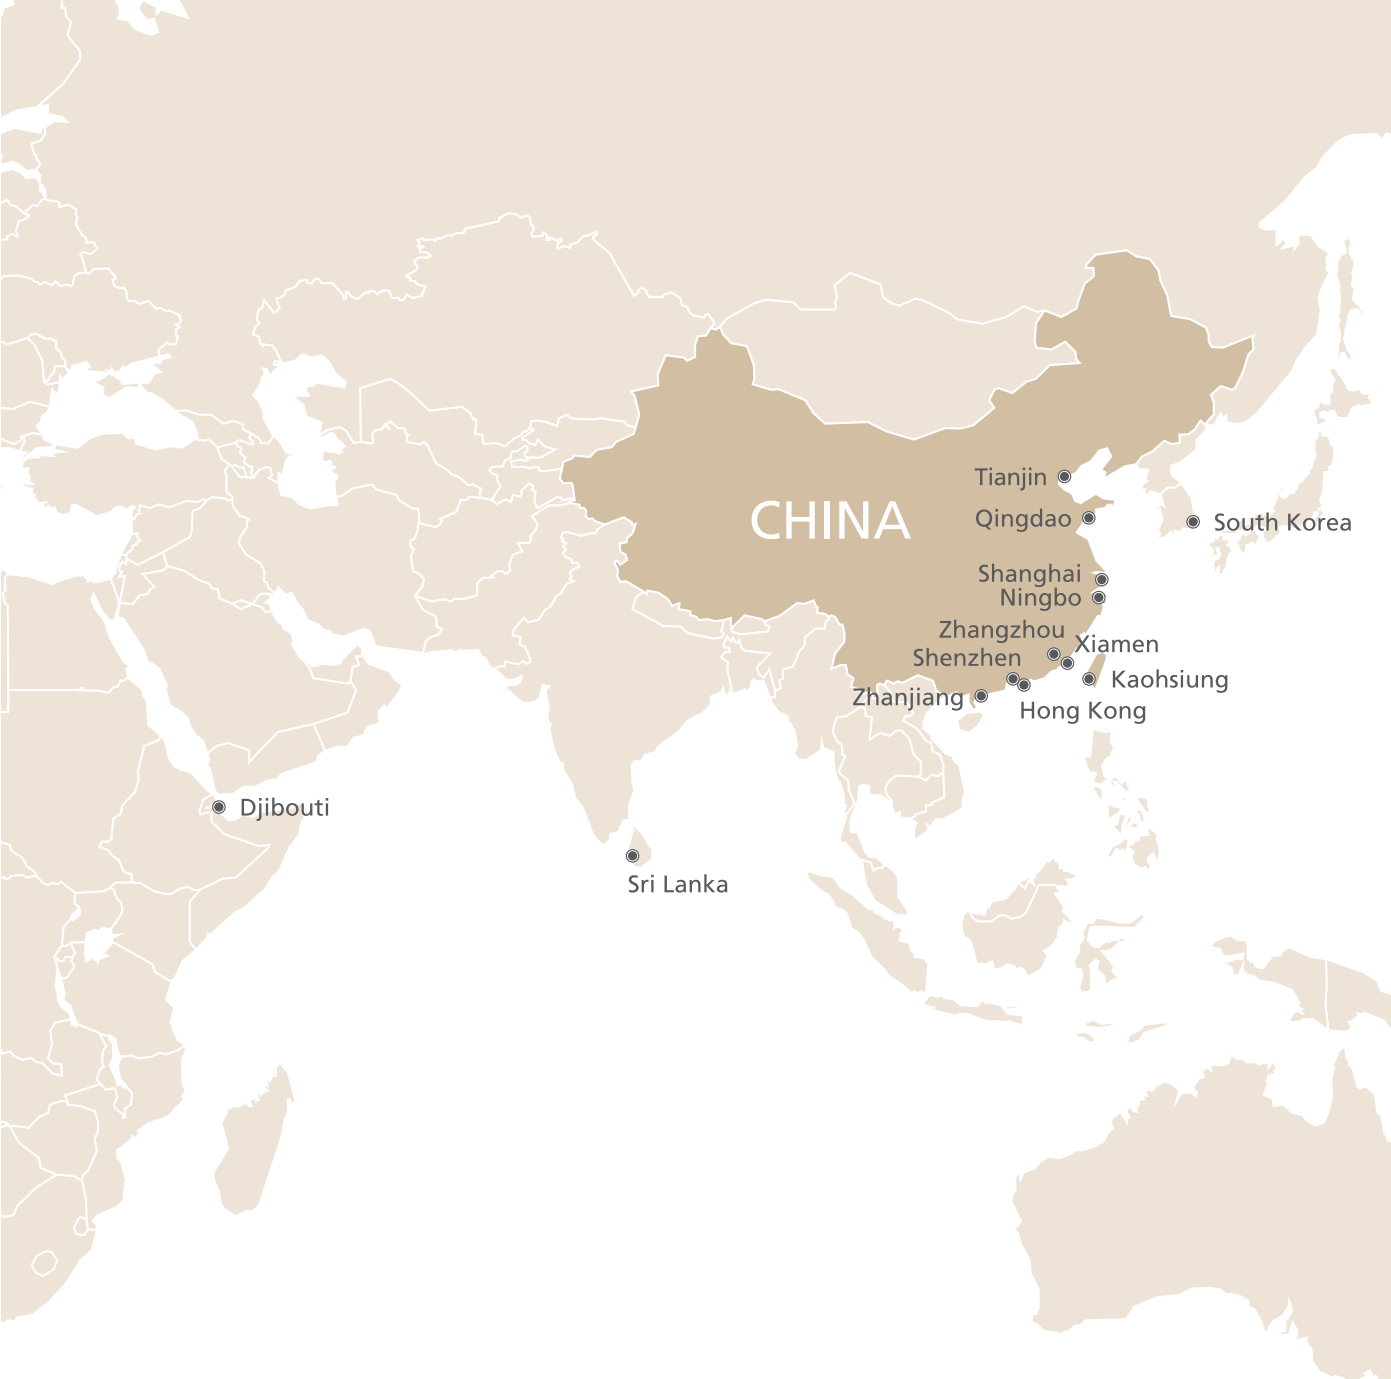 Tianjin
CHINA
Qingdao
South Korea
Shanghai
Ningbo
Zhangzhou
Xiamen
Shenzhen
Kaohsiung
Zhanjiang
Hong Kong
Djibouti
Sri Lanka